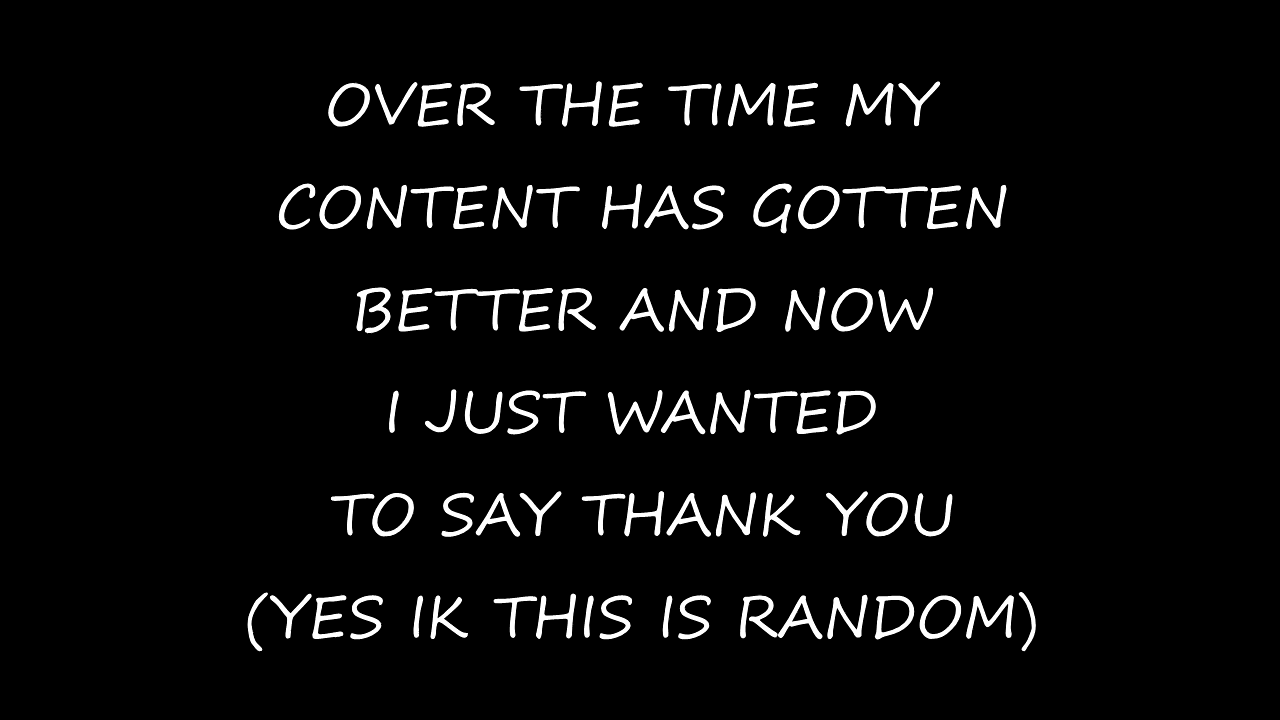 OVER THE TIME MY
CONTENT HAS GOTTEN
BETTER AND NOW
I JUST WANTED
TO SAY THANK YOU
(YES IK THIS IS RANDOM)